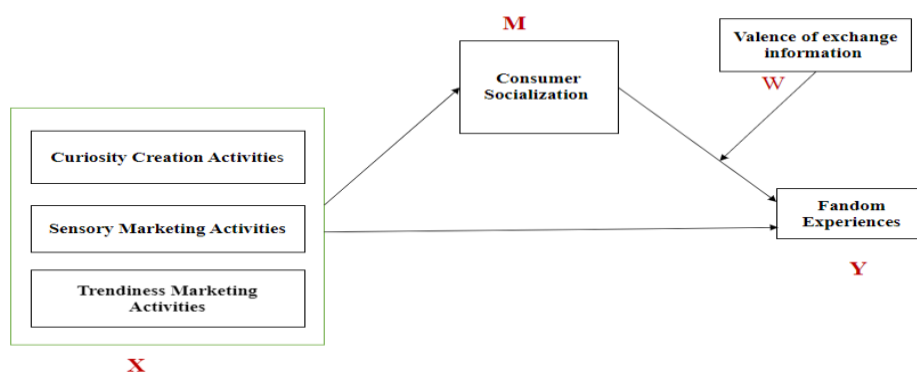 M
Valence of exchange
information
W
Consumer
Socialization
Curiosity Creation Activities
Sensory Marketing Activities
Trendiness Marketing
Activities
Fandom
Experiences
Y
X